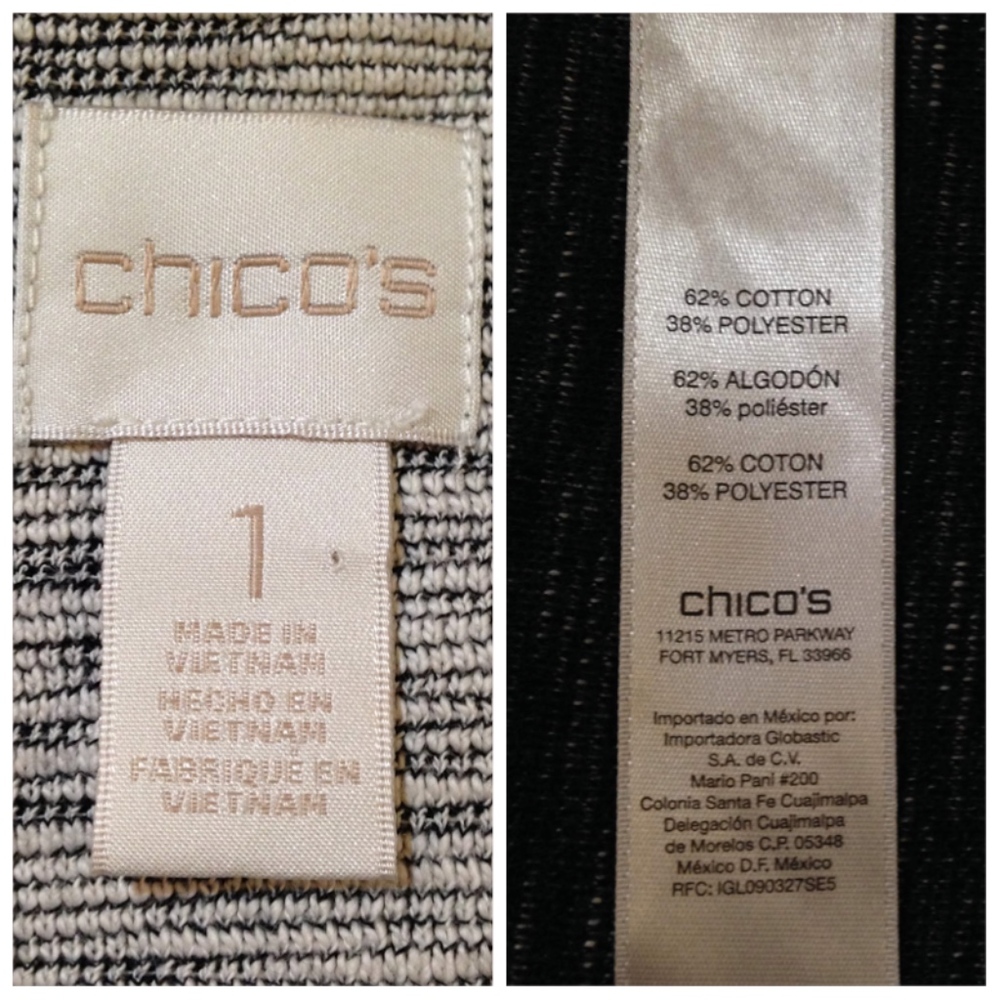 chico's
1
MADE IN
VIETNAM
HECHO EN
VIETNAM
FABRIQUÉ EN
VIETNAM
62% COTTON
38% POLYESTER
62% ALGODÓN
38% poliéster
62% COTON
38% POLYESTER
chico's
11215 METRO PARKWAY
FORT MYERS, FL 33966
Importado en México por:
Importadora Globastic
S.A. de C.V.
Mario Pani #200
Colonia Santa Fe Cuajimalpa
Delegación Cuajimalpa
de Morelos C.P. 05348
México D.F. México
RFC: IGL090327SE5